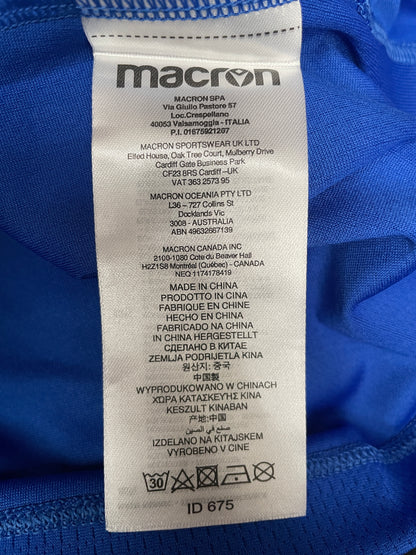 macron
MACRON SPA
Via Giulio Pastore 57
Loc.Crespellano
40053 Valsamoggia - ITALIA
P.I. 01675921207
MACRON SPORTSWEAR UK LTD
Elfed House, Oak Tree Court, Mulberry Drive
Cardiff Gate Business Park
CF23 8RS Cardiff –UK
VAT 363 2573 95
MACRON OCEANIA PTY LTD
L36 – 727 Collins St
Docklands Vic
3008 - AUSTRALIA
ABN 49632667139
MACRON CANADA INC
2100-1080 Cote du Beaver Hall
H2Z1S8 Montréal (Québec) - CANADA
NEQ 1174178419
MADE IN CHINA
PRODOTTO IN CINA
FABRIQUE EN CHINE
HECHO EN CHINA
FABRICADO NA CHINA
IN CHINA HERGESTELLT
СДЕЛАНО В КИТАЕ
ZEMLJA PODRIJETLA KINA
원산지: 중국
中国製
WYPRODUKOWANO W CHINACH
ΧΩΡΑ ΚΑΤΑΣΚΕΥΗΣ ΚΙΝΑ
KESZULT KINABAN
产地:中国
صنع في الصين
IZDELANO NA KITAJSKEM
VYROBENO V CINE
30
ID 675